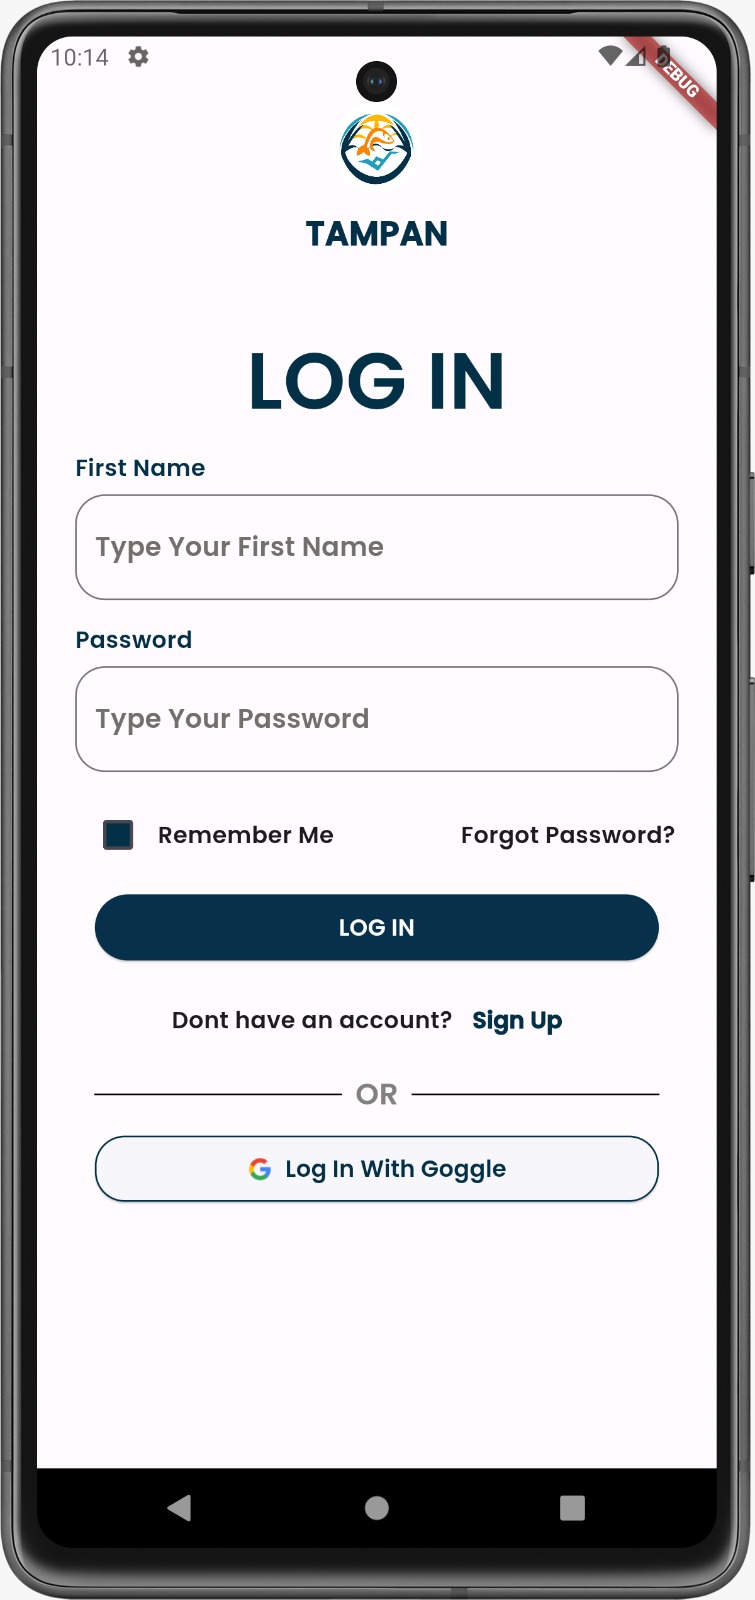 10:14
DEBUG
TAMPAN
LOG IN
First Name
Type Your First Name
Password
Type Your Password
Remember Me Forgot Password?
LOG IN
Dont have an account? Sign Up
OR
Log In With Goggle